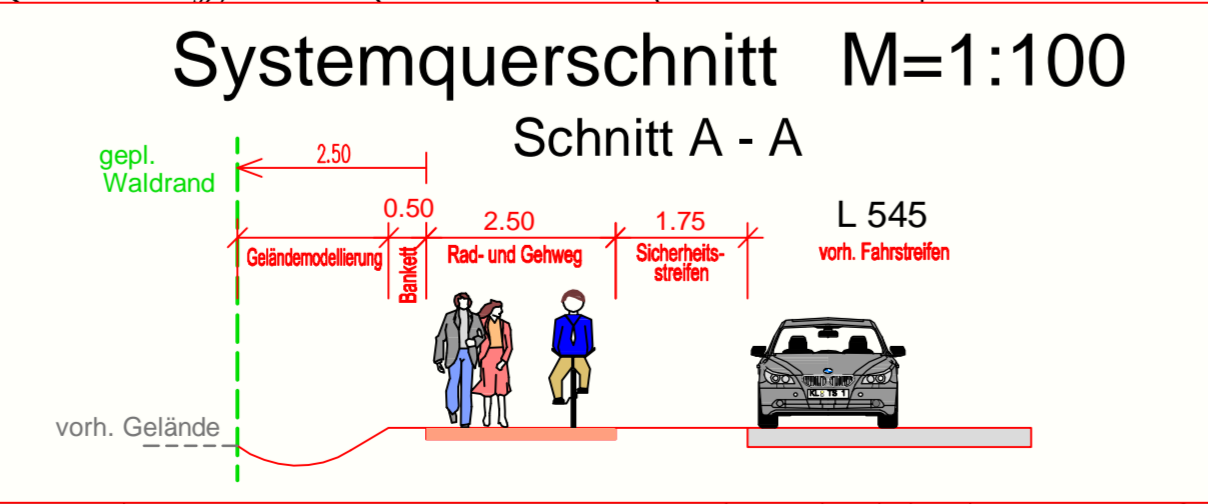 Systemquerschnitt M=1:100
Schnitt A - A
gepl.
Waldrand
2.50
0.50
2.50
1.75
L 545
Geländemodellierung
Bankett
Rad- und Gehweg
Sicherheits-
streifen
vorh. Fahrstreifen
vorh. Gelände